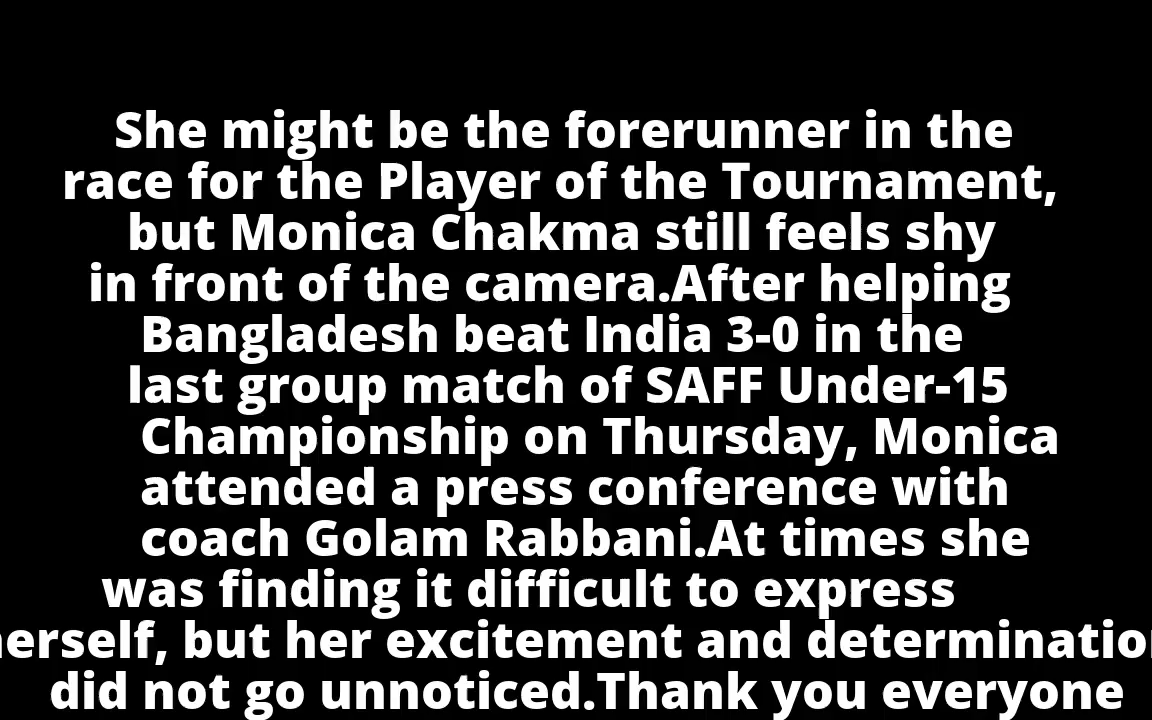 She might be the forerunner in the
race for the Player of the Tournament,
but Monica Chakma still feels shy
in front of the camera.After helping
Bangladesh beat India 3-0 in the
last group match of SAFF Under-15
Championship on Thursday, Monica
attended a press conference with
coach Golam Rabbani.At times she
was finding it difficult to express
herself, but her excitement and determination
did not go unnoticed.Thank you everyone